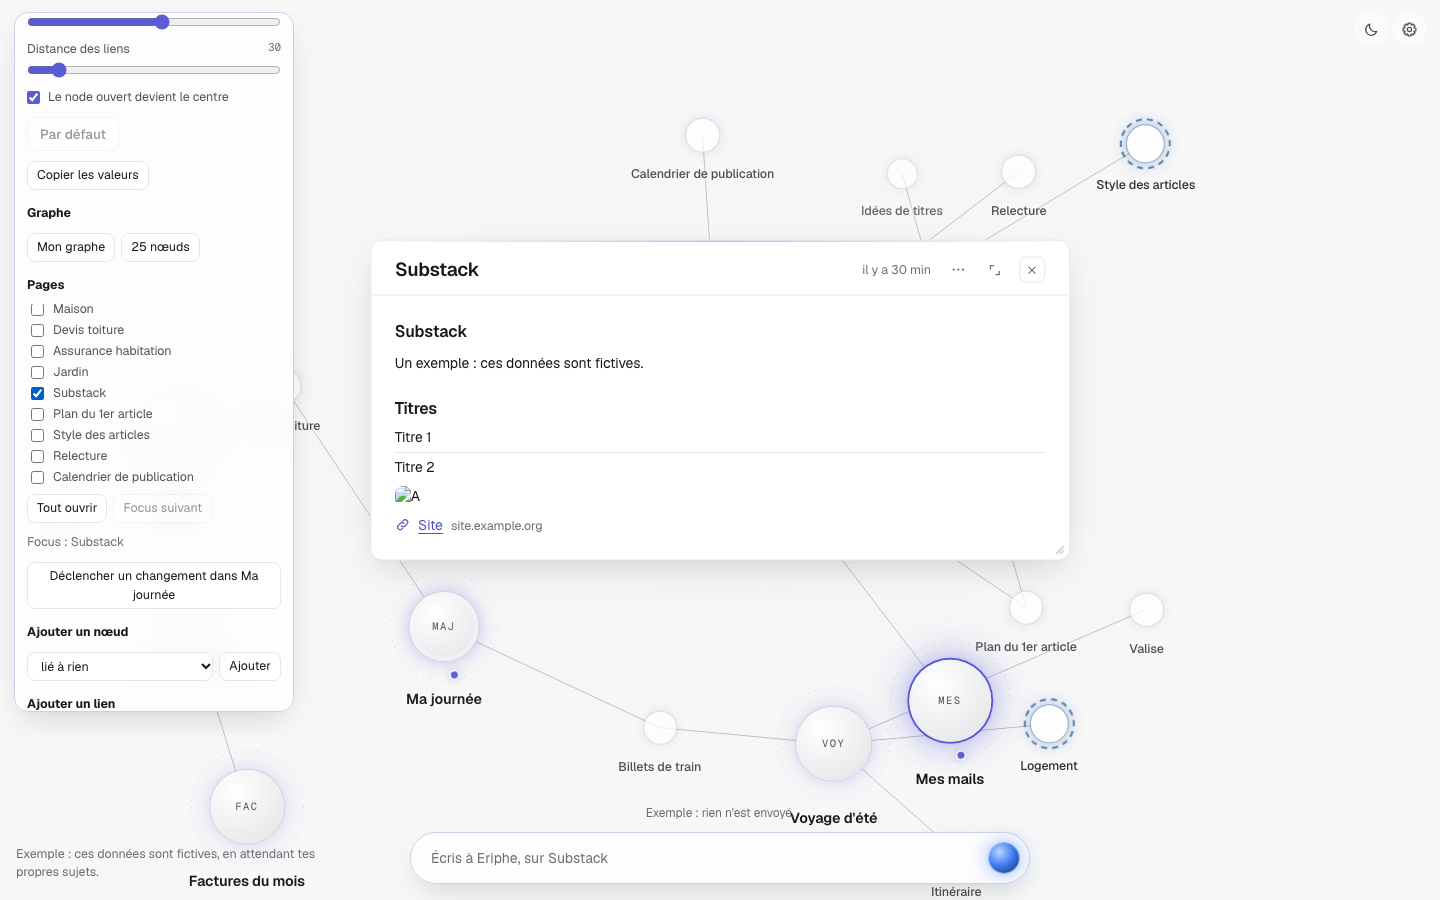 Distance des liens
30
Le node ouvert devient le centre
Par défaut
Copier les valeurs
Graphe
Mon graphe
25 nœuds
Pages
Maison
Devis toiture
Assurance habitation
Jardin
Substack
Plan du 1er article
Style des articles
Relecture
Calendrier de publication
Tout ouvrir
Focus suivant
Focus : Substack
Déclencher un changement dans Ma
journée
Ajouter un nœud
lié à rien
Ajouter
Ajouter un lien
Calendrier de publication
Idées de titres
Relecture
Style des articles
iture
Substack
il y a 30 min
Substack
Un exemple : ces données sont fictives.
Titres
Titre 1
Titre 2
A
Site
site.example.org
MAJ
Ma journée
Billets de train
VOY
Voyage d'été
MES
Mes mails
Plan du 1er article
Valise
Logement
FAC
Factures du mois
Exemple : ces données sont fictives, en attendant tes
propres sujets.
Exemple : rien n'est envoyé
Écris à Eriphe, sur Substack
Itinéraire